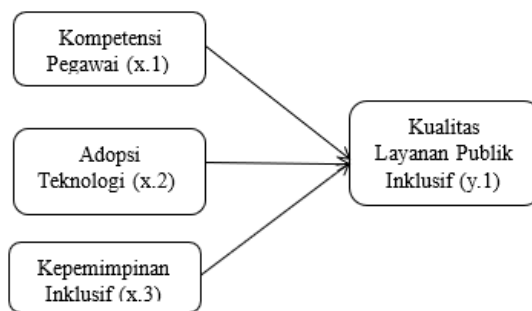 Kompetensi
Pegawai (x.1)
Adopsi
Teknologi (x.2)
Kepemimpinan
Inklusif (x.3)
Kualitas
Layanan Publik
Inklusif (y.1)